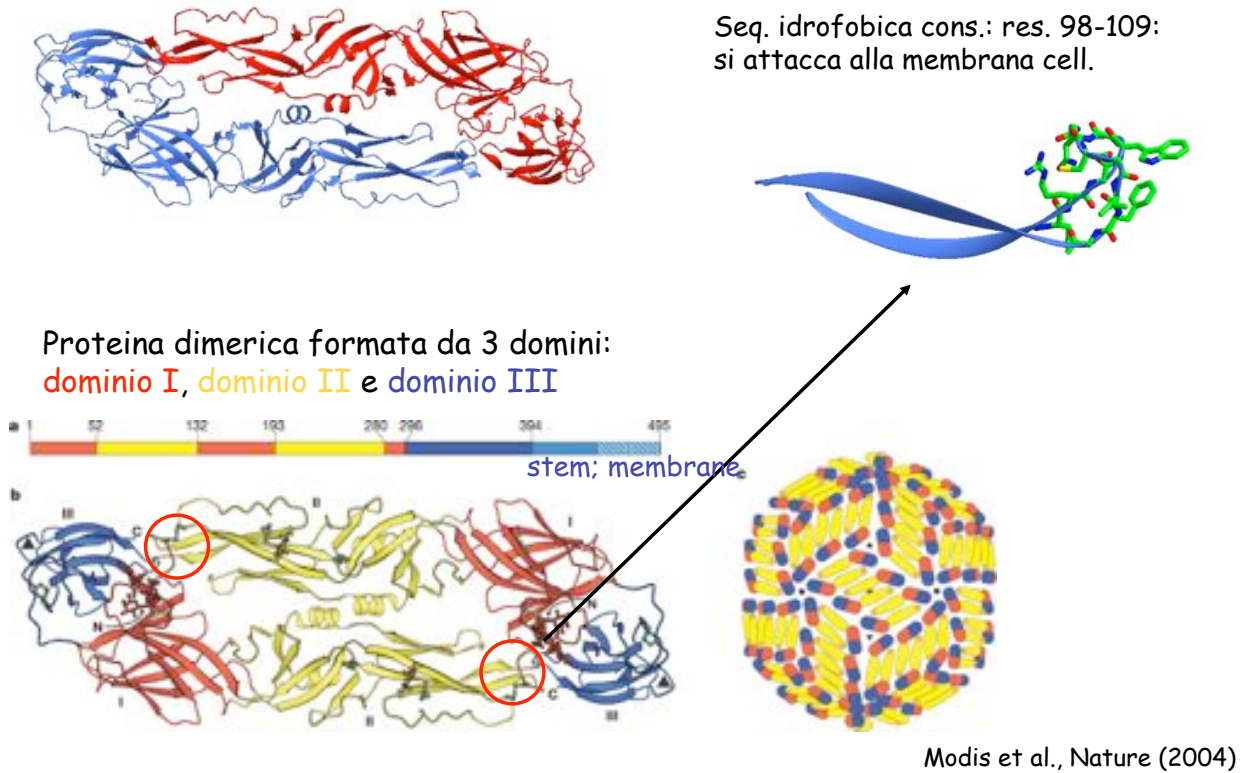 Seq. idrofobica cons.: res. 98-109:
si attacca alla membrana cell.
Proteina dimerica formata da 3 domini:
dominio I, dominio II e dominio III
a 1 52 132 193 280 296 394 495
stem; membrane
b
c
III
C
II
I
N
N
I
II
C
III
Modis et al., Nature (2004)